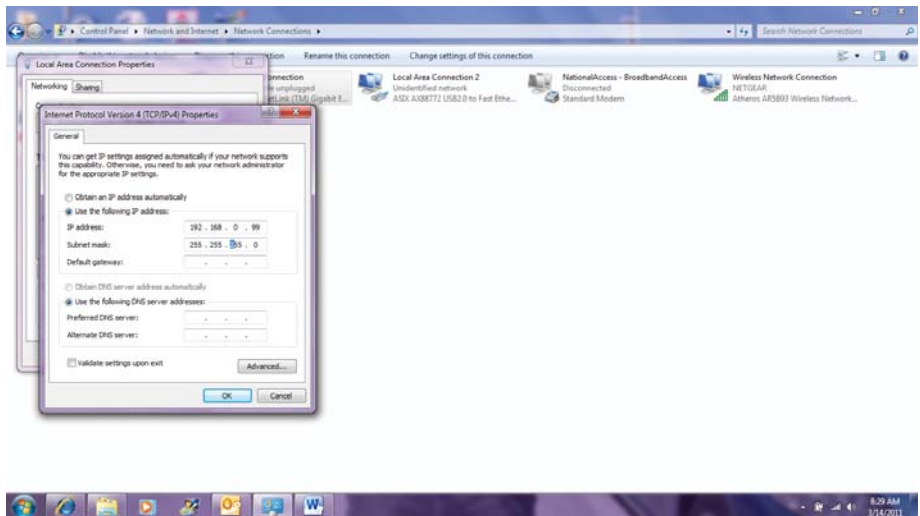 Control Panel ▸ Network and Internet ▸ Network Connections ▸
Search Network Connections
Rename this connection
Change settings of this connection
Local Area Connection Properties
Networking
Sharing
unplugged
(TM) Gigabit E...
Local Area Connection 2
Unidentified network
ASIX AX88772 USB2.0 to Fast Ethe...
NationalAccess - BroadbandAccess
Disconnected
Standard Modem
Wireless Network Connection
NETGEAR
Atheros AR5B93 Wireless Network...
Internet Protocol Version 4 (TCP/IPv4) Properties
General
You can get IP settings assigned automatically if your network supports
this capability. Otherwise, you need to ask your network administrator
for the appropriate IP settings.
Obtain an IP address automatically
Use the following IP address:
IP address: 192 . 168 . 0 . 99
Subnet mask: 255 . 255 . 255 . 0
Default gateway: . . .
Obtain DNS server address automatically
Use the following DNS server addresses:
Preferred DNS server: . . .
Alternate DNS server: . . .
Validate settings upon exit
Advanced...
OK
Cancel
8:29 AM
3/14/2011